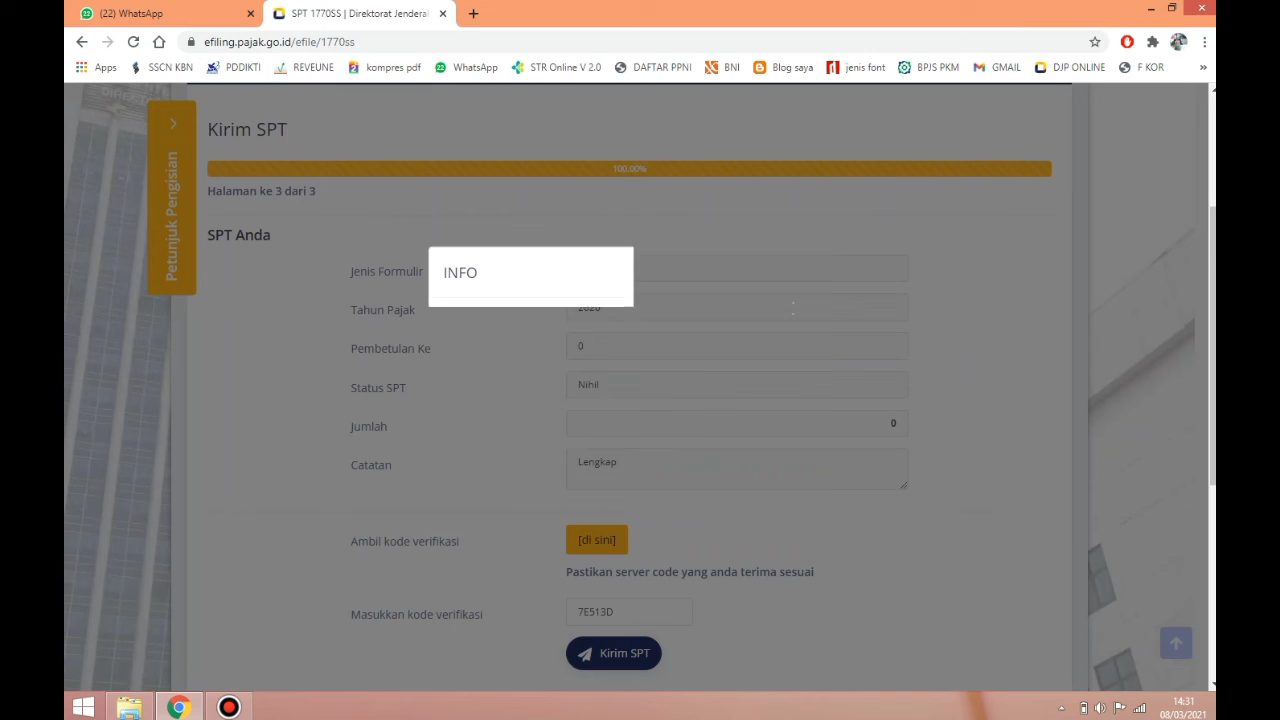 (22) WhatsApp
SPT 1770SS | Direktorat Jendera
efiling.pajak.go.id/efile/1770ss
Apps SSCN KBN PDDIKTI REVEUNE kompres pdf WhatsApp STR Online V 2.0 DAFTAR PPNI BNI Blog saya jenis font BPJS PKM GMAIL DJP ONLINE F KOR »
Petunjuk Pengisian
Kirim SPT
100.00%
Halaman ke 3 dari 3
SPT Anda
INFO
Jenis Formulir
Tahun Pajak 2020
Pembetulan Ke 0
Status SPT Nihil
Jumlah 0
Catatan Lengkap
Ambil kode verifikasi [di sini]
Pastikan server code yang anda terima sesuai
Masukkan kode verifikasi 7E513D
Kirim SPT
14:31
08/03/2021